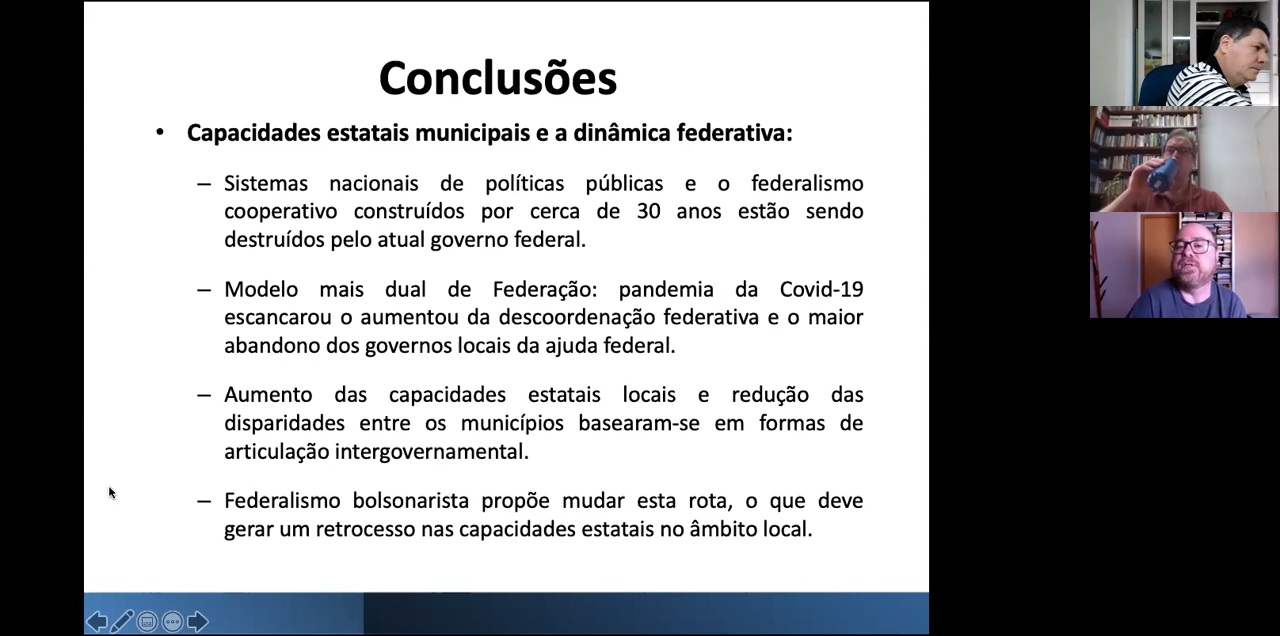 Conclusões
• Capacidades estatais municipais e a dinâmica federativa:
– Sistemas nacionais de políticas públicas e o federalismo
cooperativo construídos por cerca de 30 anos estão sendo
destruídos pelo atual governo federal.
– Modelo mais dual de Federação: pandemia da Covid-19
escancarou o aumentou da descoordenação federativa e o maior
abandono dos governos locais da ajuda federal.
– Aumento das capacidades estatais locais e redução das
disparidades entre os municípios basearam-se em formas de
articulação intergovernamental.
– Federalismo bolsonarista propõe mudar esta rota, o que deve
gerar um retrocesso nas capacidades estatais no âmbito local.